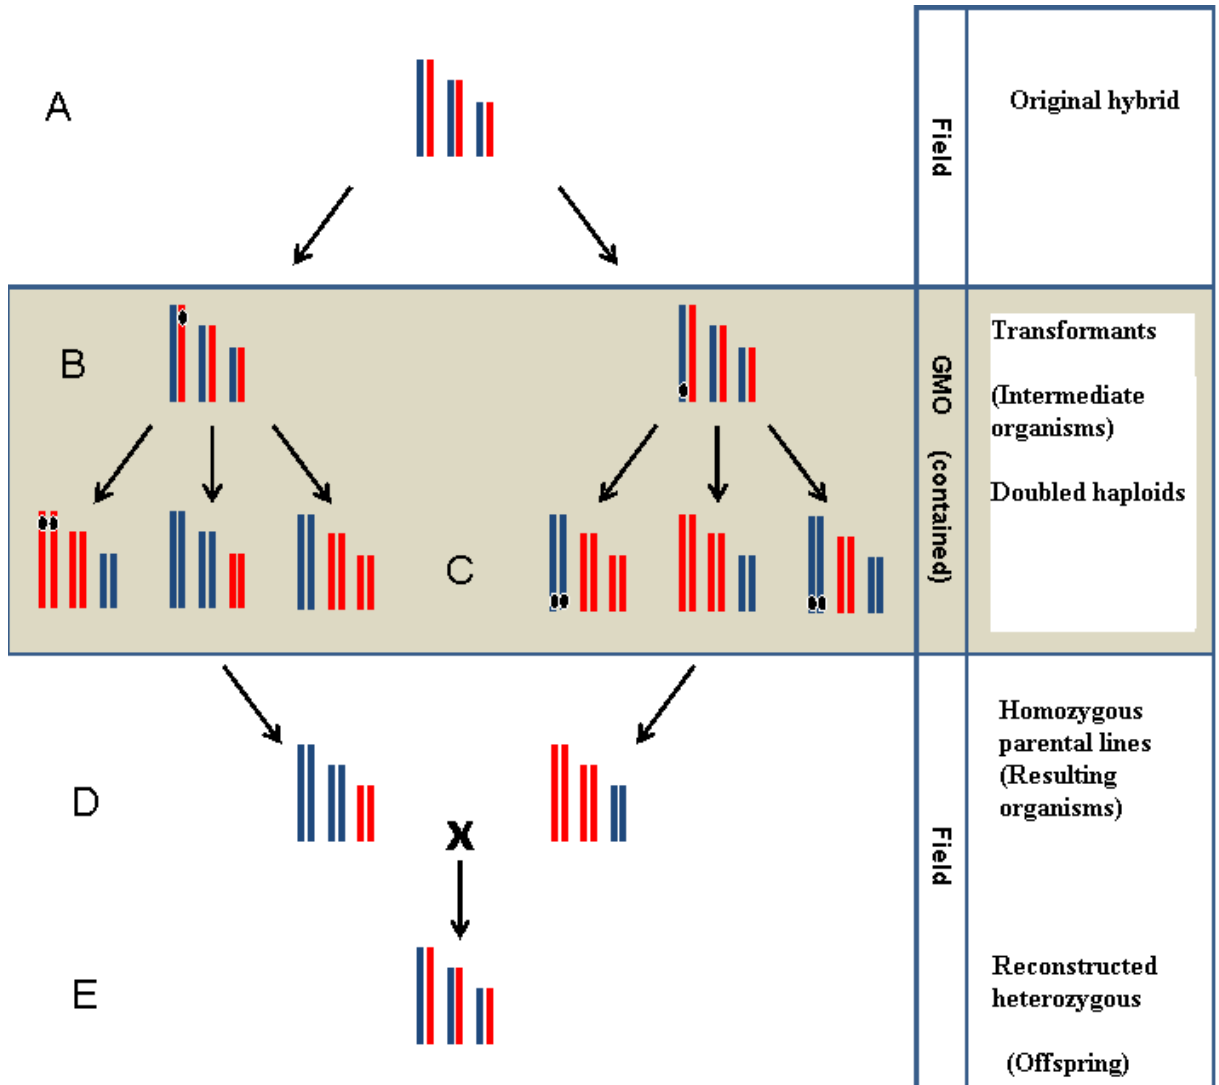 A
Field
Original hybrid
B
C
GMO (contained)
Transformants
(Intermediate
organisms)
Doubled haploids
D
X
E
Field
Homozygous
parental lines
(Resulting
organisms)
Reconstructed
heterozygous
(Offspring)